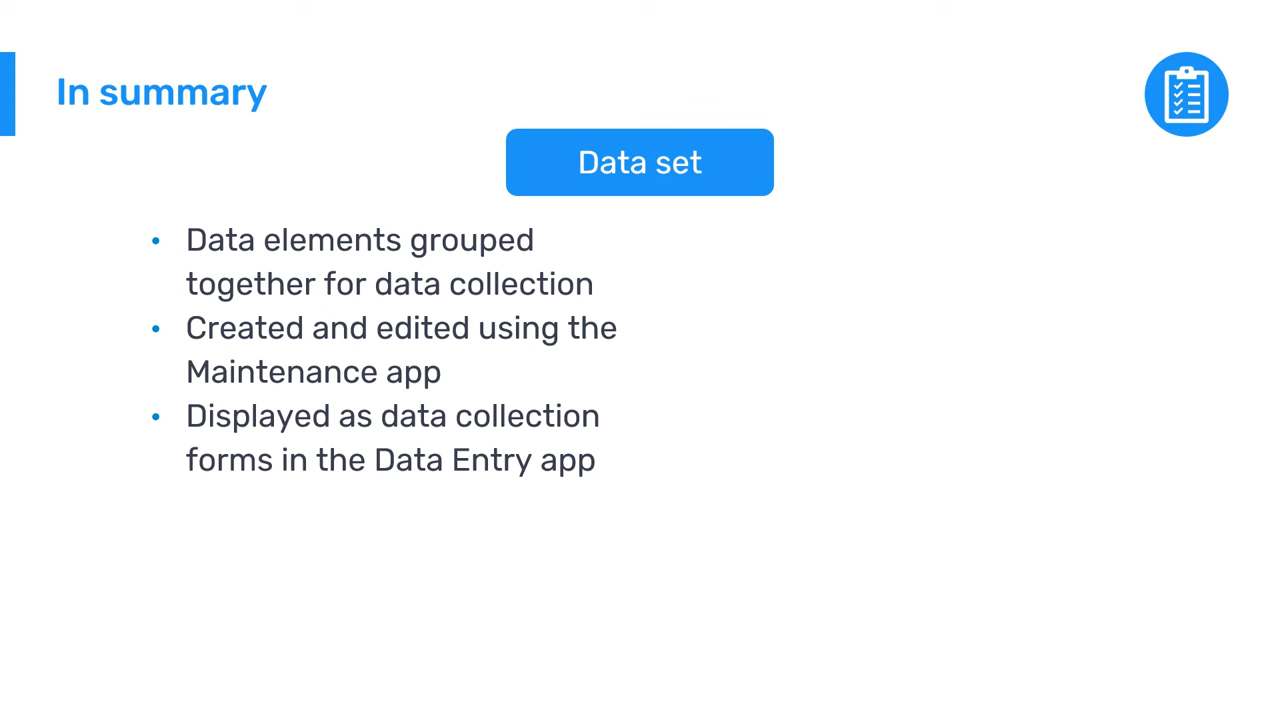 In summary
Data set
• Data elements grouped
together for data collection
• Created and edited using the
Maintenance app
• Displayed as data collection
forms in the Data Entry app